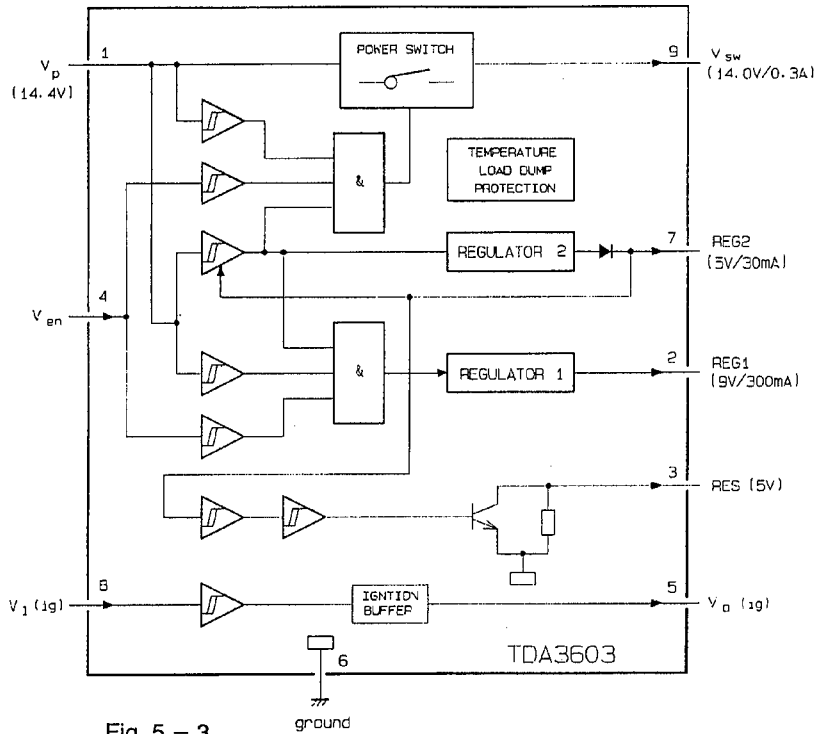 1
V p
(14.4V)
POWER SWITCH
9
V sw
(14.0V/0.3A)
&
TEMPERATURE
LOAD DUMP
PROTECTION
REGULATOR 2
7
REG2
(5V/30mA)
4
V en
&
REGULATOR 1
2
REG1
(9V/300mA)
3
RES (5V)
8
V i (ig)
IGNTION
BUFFER
5
V o (ig)
6
TDA3603
ground
Fig. 5 – 3